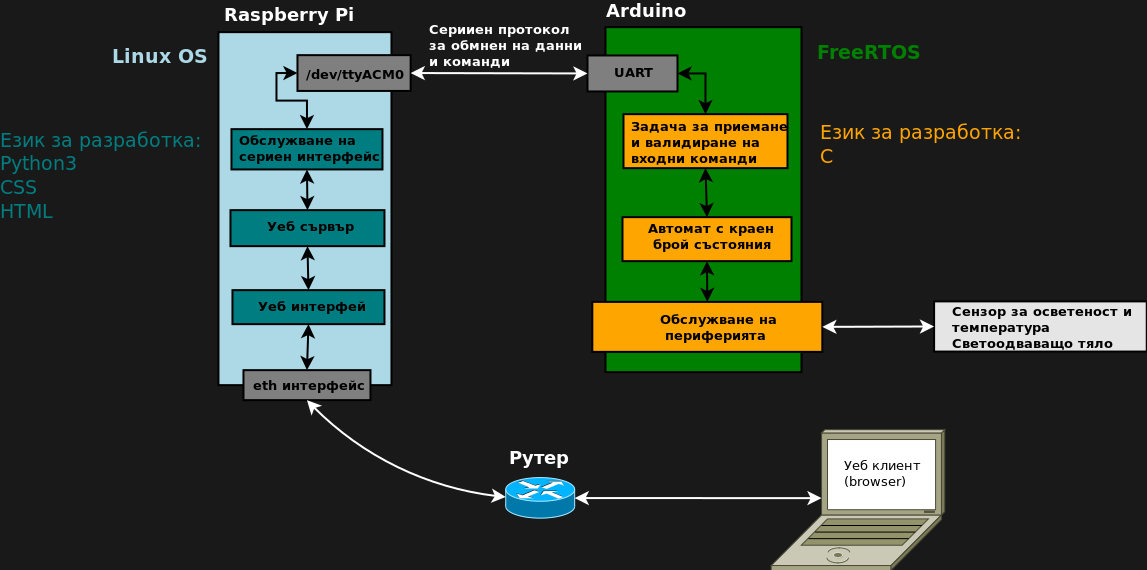 Raspberry Pi
Arduino
Сериием протокол
за обмнен на данни
и команди
Linux OS
FreeRTOS
/dev/ttyACM0
UART
Език за разработка:
Python3
CSS
HTML
Обслужване на
сериен интерфейс
Задача за приемане
и валидиране на
входни команди
Език за разработка:
C
Уеб сървър
Автомат с краен
брой състояния
Уеб интерфей
Обслужване на
периферията
Сензор за осветеност и
температура
Светоодаващо тяло
eth интерфейс
Рутер
Уеб клиент
(browser)